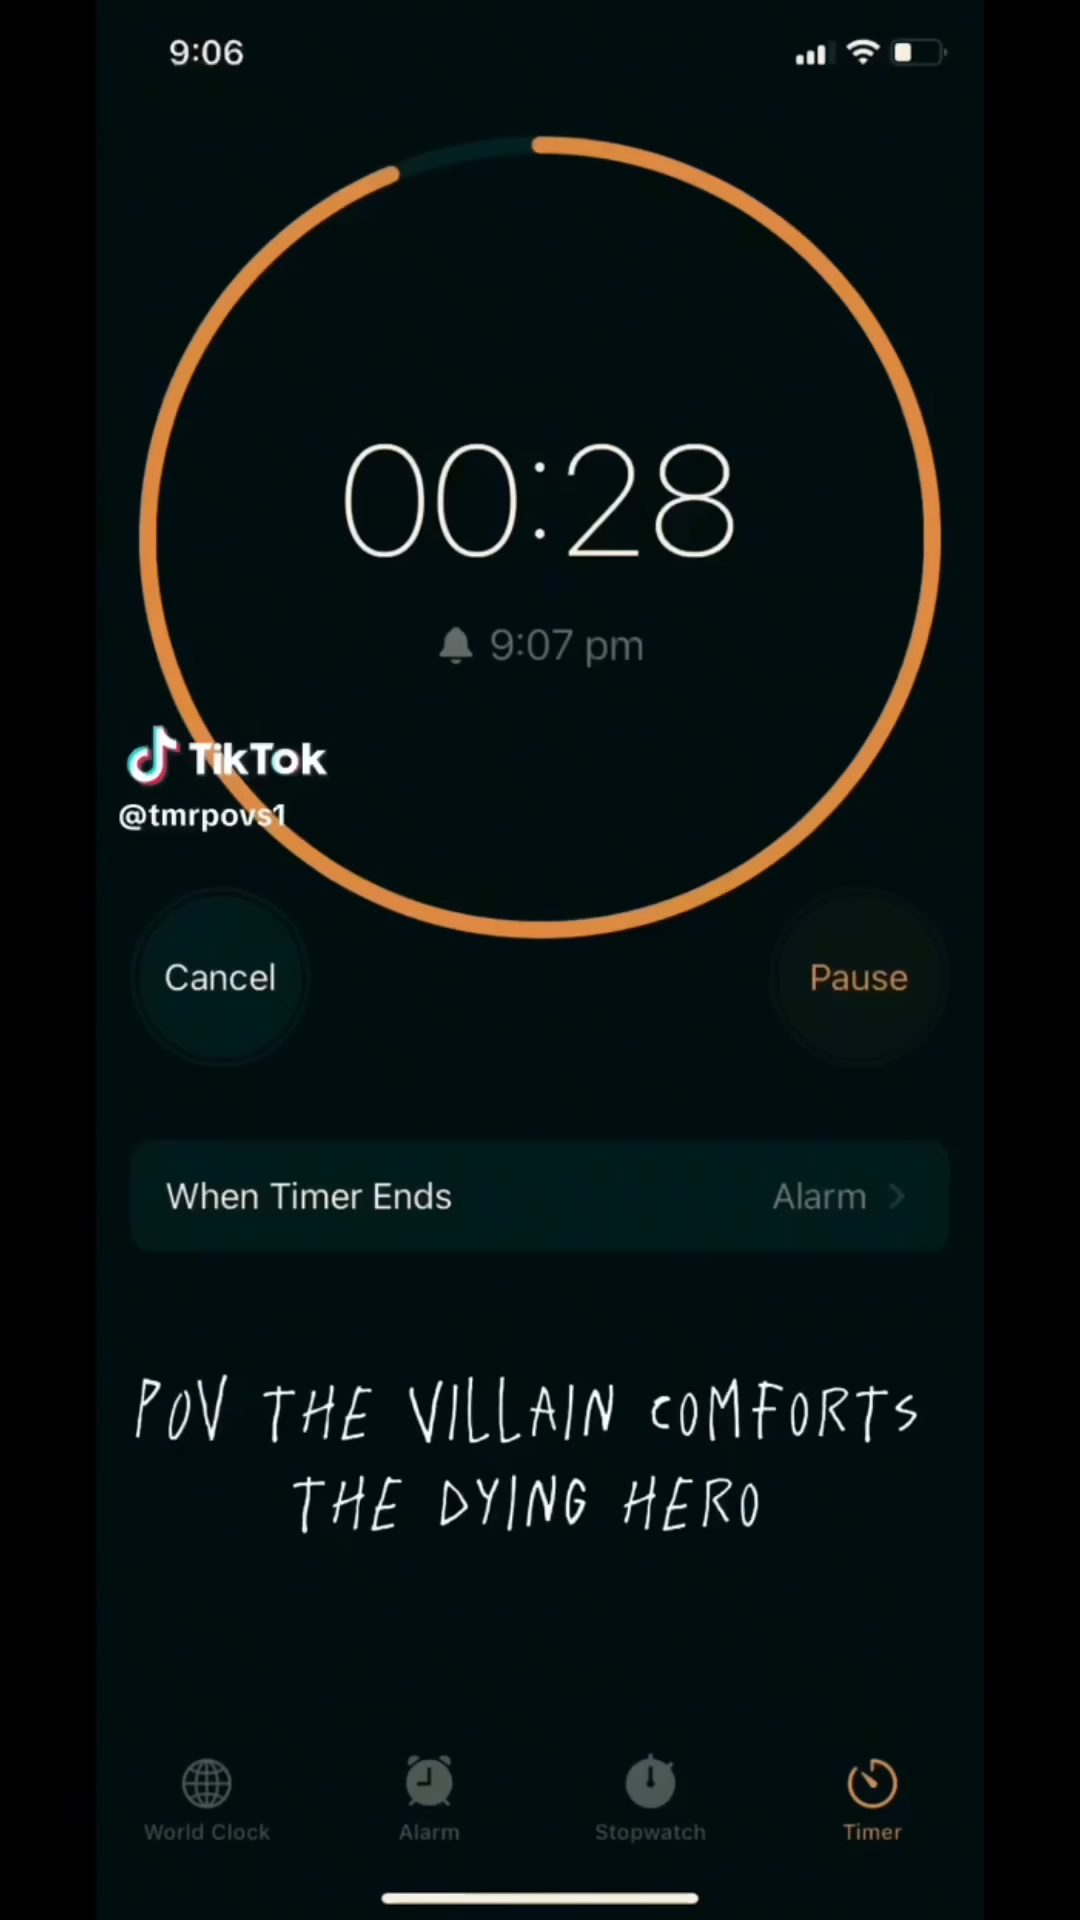 9:06
00:28
9:07 pm
TikTok
@tmrpovs1
Cancel
Pause
When Timer Ends
Alarm
POV THE VILLAIN COMFORTS
THE DYING HERO
World Clock
Alarm
Stopwatch
Timer